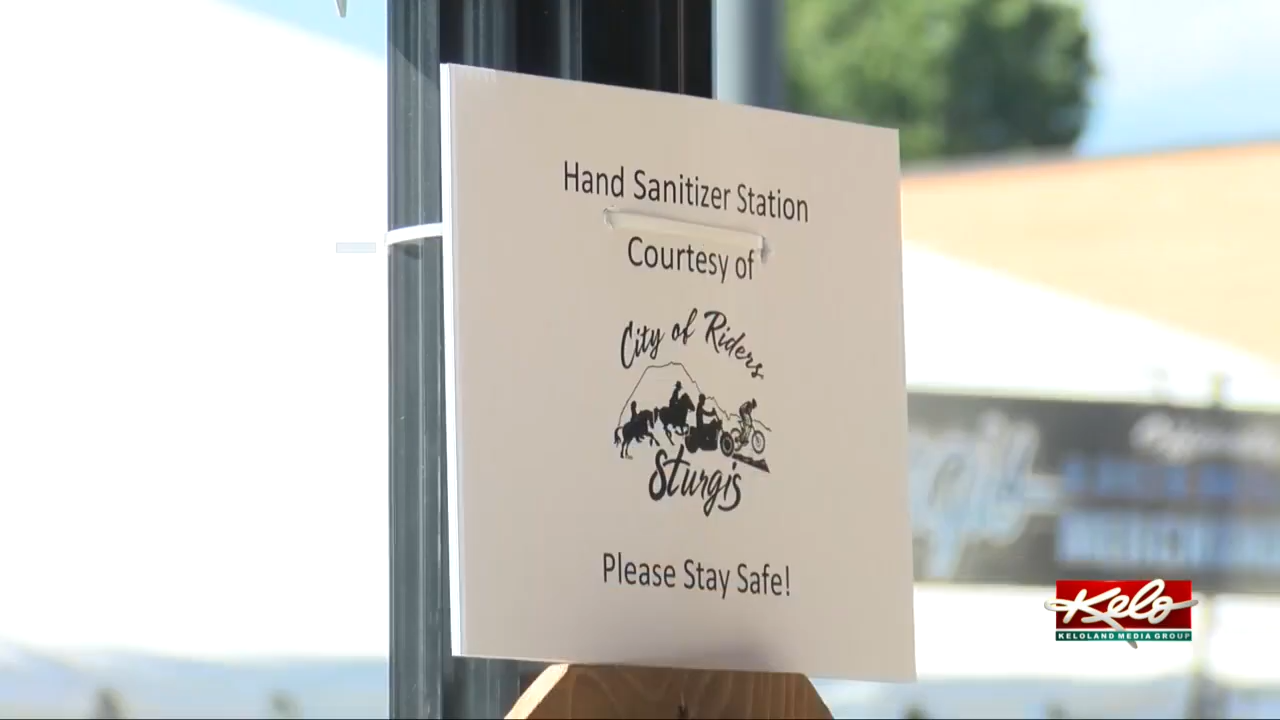 Hand Sanitizer Station
Courtesy of
City of Riders
Sturgis
Please Stay Safe!
Kelo
KELOLAND MEDIA GROUP